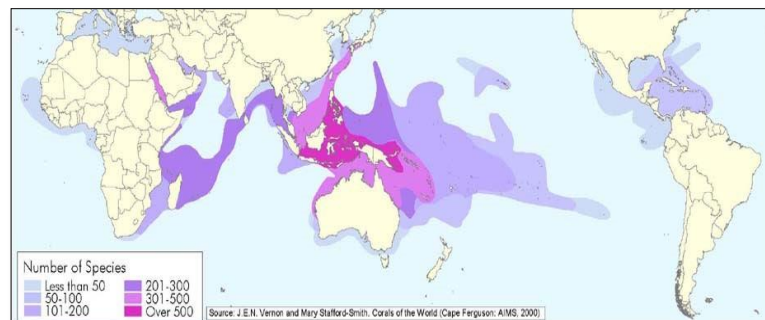 Number of Species
Less than 50
50-100
101-200
201-300
301-500
Over 500
Source: J.E.N. Vernon and Mary Stafford-Smith, Corals of the World (Cape Ferguson: AIMS, 2000)